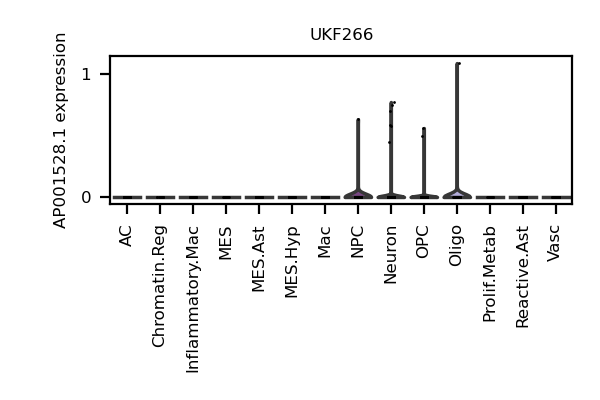 UKF266
AP001528.1 expression
1
0
AC
Chromatin.Reg
Inflammatory.Mac
MES
MES.Ast
MES.Hyp
Mac
NPC
Neuron
OPC
Oligo
Prolif.Metab
Reactive.Ast
Vasc